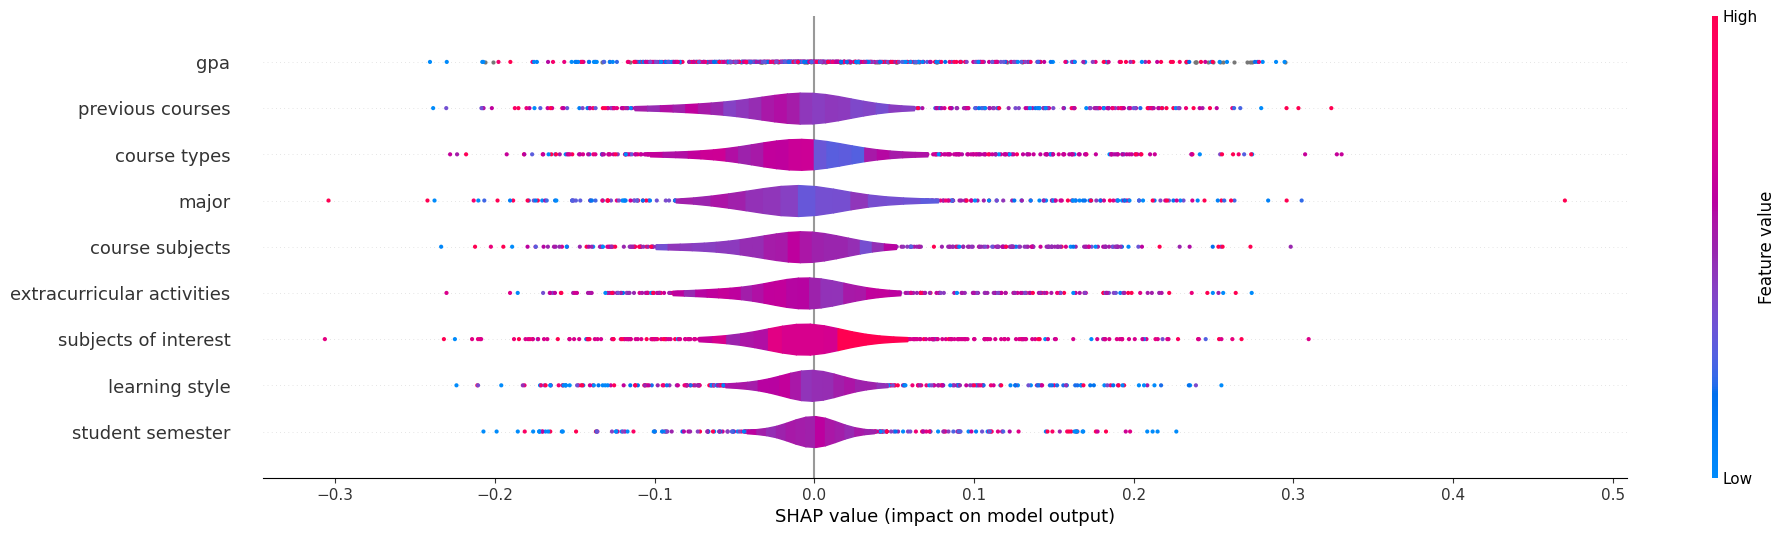 gpa
previous courses
course types
major
course subjects
extracurricular activities
subjects of interest
learning style
student semester
−0.3 −0.2 −0.1 0.0 0.1 0.2 0.3 0.4 0.5
SHAP value (impact on model output)
High
Feature value
Low